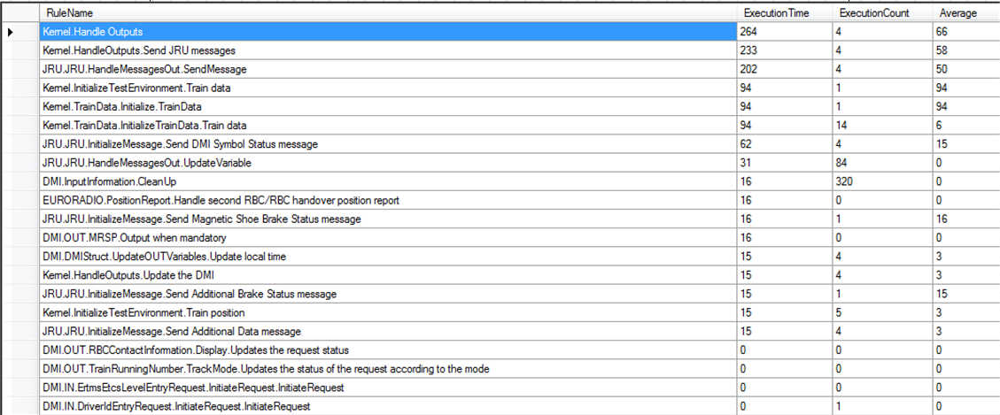 RuleName ExecutionTime ExecutionCount Average
Kernel.Handle Outputs 264 4 66
Kernel.HandleOutputs.Send JRU messages 233 4 58
JRU.JRU.HandleMessagesOut.SendMessage 202 4 50
Kernel.InitializeTestEnvironment.Train data 94 1 94
Kernel.TrainData.Initialize.TrainData 94 1 94
Kernel.TrainData.InitializeTrainData.Train data 94 14 6
JRU.JRU.InitializeMessage.Send DMI Symbol Status message 62 4 15
JRU.JRU.HandleMessagesOut.UpdateVariable 31 84 0
DMI.InputInformation.CleanUp 16 320 0
EURORADIO.PositionReport.Handle second RBC/RBC handover position report 16 0 0
JRU.JRU.InitializeMessage.Send Magnetic Shoe Brake Status message 16 1 16
DMI.OUT.MRSP.Output when mandatory 16 0 0
DMI.DMIStruct.UpdateOUTVariables.Update local time 15 4 3
Kernel.HandleOutputs.Update the DMI 15 4 3
JRU.JRU.InitializeMessage.Send Additional Brake Status message 15 1 15
Kernel.InitializeTestEnvironment.Train position 15 5 3
JRU.JRU.InitializeMessage.Send Additional Data message 15 4 3
DMI.OUT.RBCContactInformation.Display.Updates the request status 0 0 0
DMI.OUT.TrainRunningNumber.TrackMode.Updates the status of the request according to the mode 0 0 0
DMI.IN.ErtmsEtcsLevelEntryRequest.InitiateRequest.InitiateRequest 0 0 0
DMI.IN.DriverIdEntryRequest.InitiateRequest.InitiateRequest 0 1 0